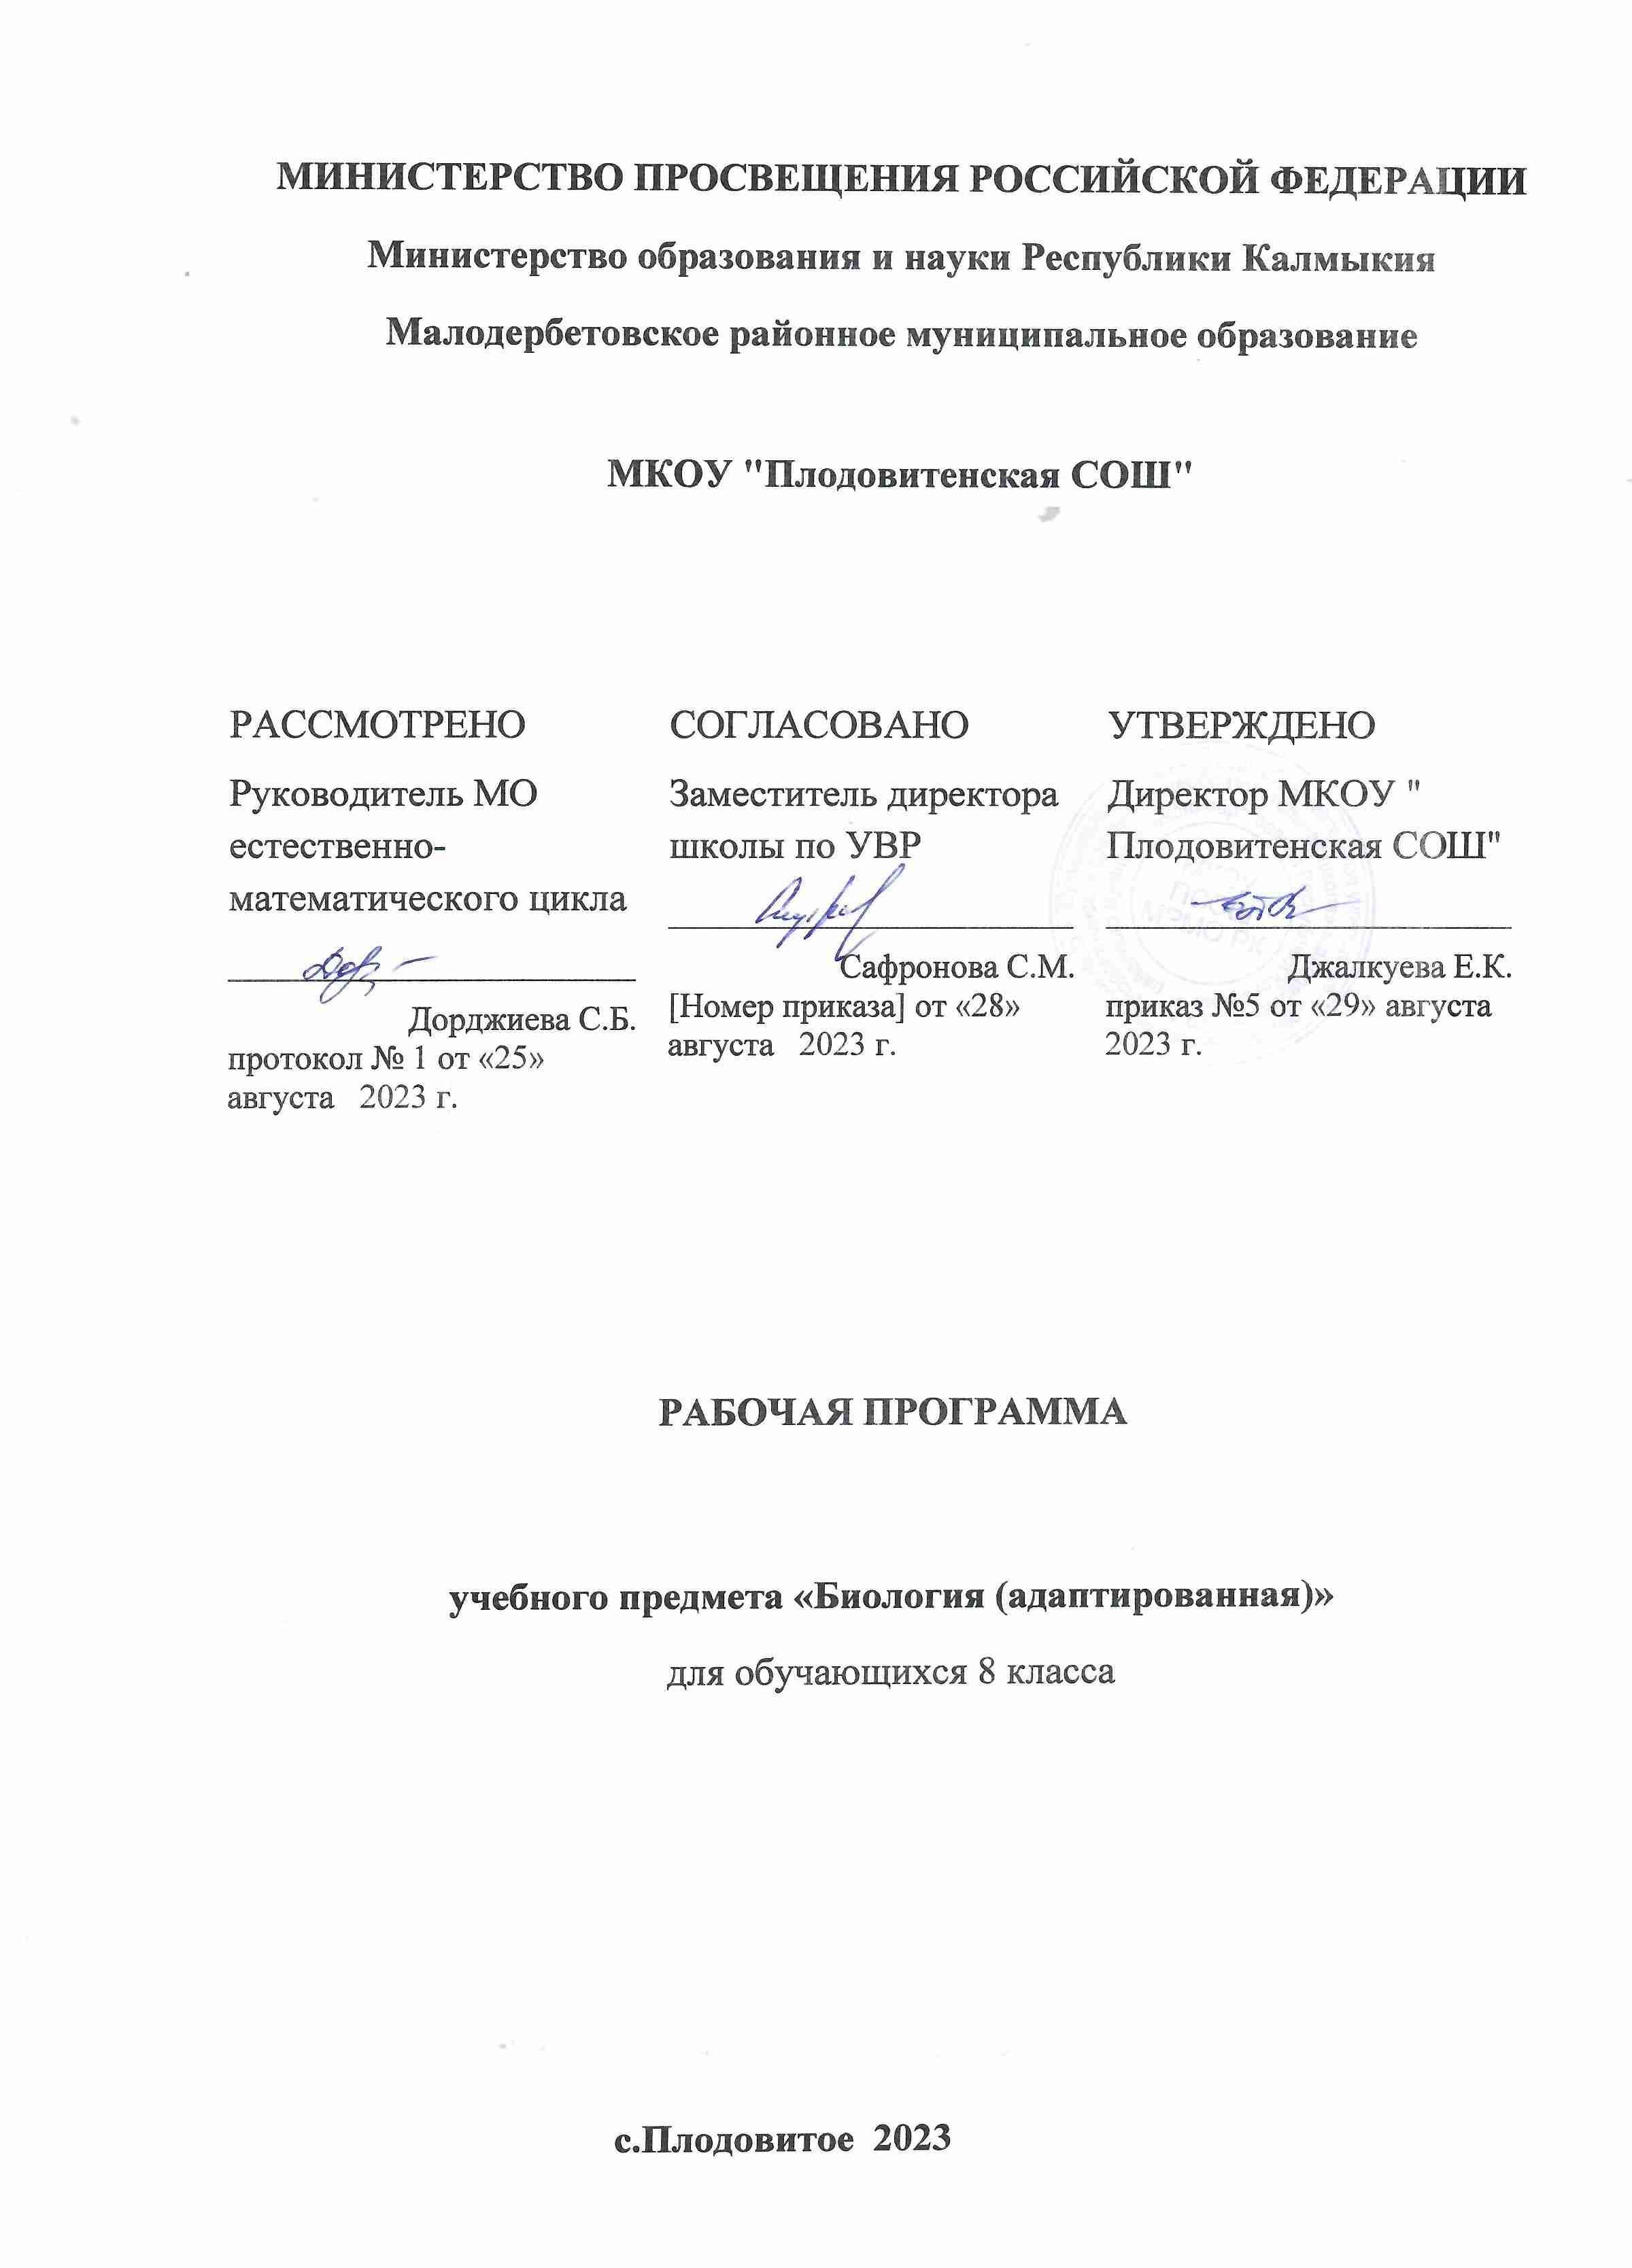 МИНИСТЕРСТВО ПРОСВЕЩЕНИЯ РОССИЙСКОЙ ФЕДЕРАЦИИ
Министерство образования и науки Республики Калмыкия
Малодербетовское районное муниципальное образование
МКОУ "Плодовитенская СОШ"
РАССМОТРЕНО
Руководитель МО
естественно-
математического цикла
Дорджиева С.Б.
протокол № 1 от «25»
августа 2023 г.
СОГЛАСОВАНО
Заместитель директора
школы по УВР
Сафронова С.М.
[Номер приказа] от «28»
августа 2023 г.
УТВЕРЖДЕНО
Директор МКОУ "
Плодовитенская СОШ"
Джалкуева Е.К.
приказ №5 от «29» августа
2023 г.
РАБОЧАЯ ПРОГРАММА
учебного предмета «Биология (адаптированная)»
для обучающихся 8 класса
с.Плодовитое 2023